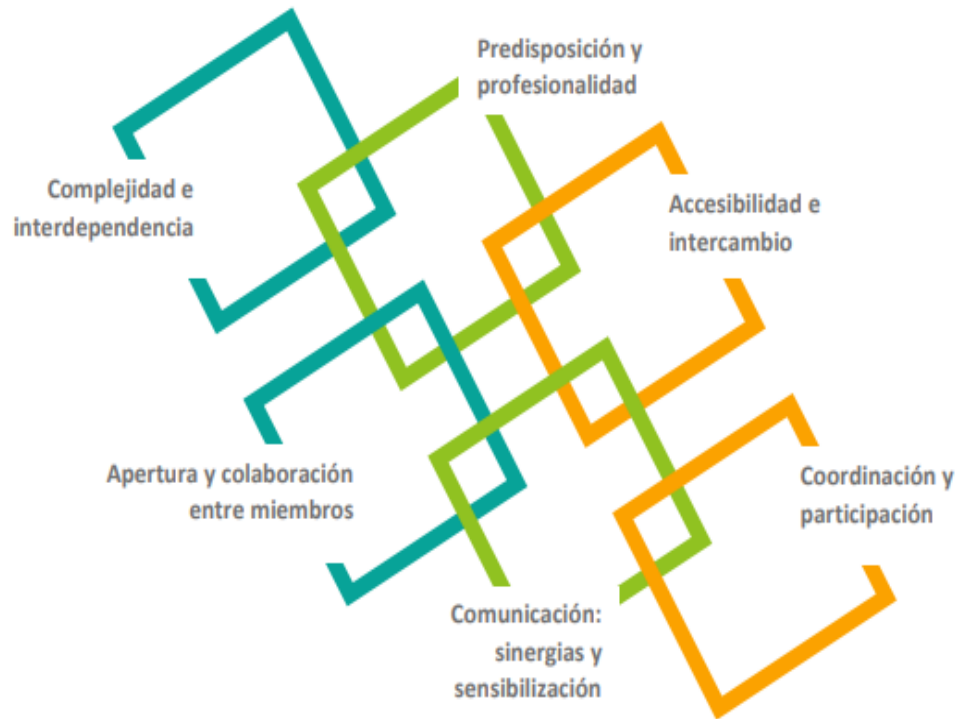 Predisposición y
profesionalidad
Complejidad e
interdependencia
Accesibilidad e
intercambio
Apertura y colaboración
entre miembros
Coordinación y
participación
Comunicación:
sinergias y
sensibilización